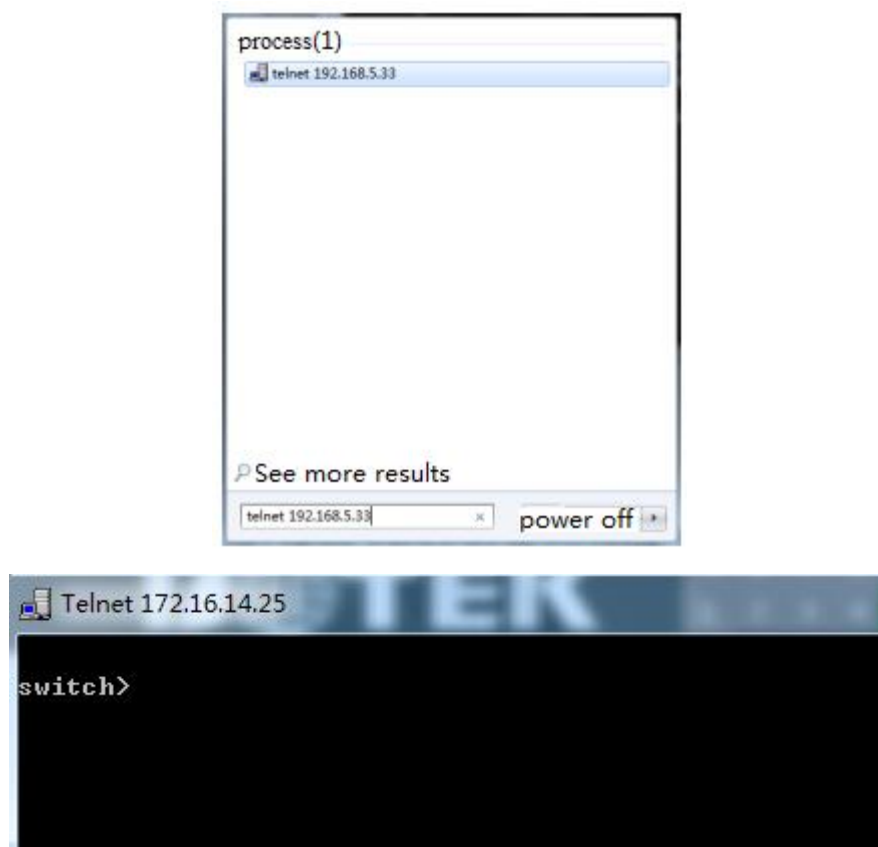 process(1)
telnet 192.168.5.33
See more results
telnet 192.168.5.33
power off
Telnet 172.16.14.25
switch>